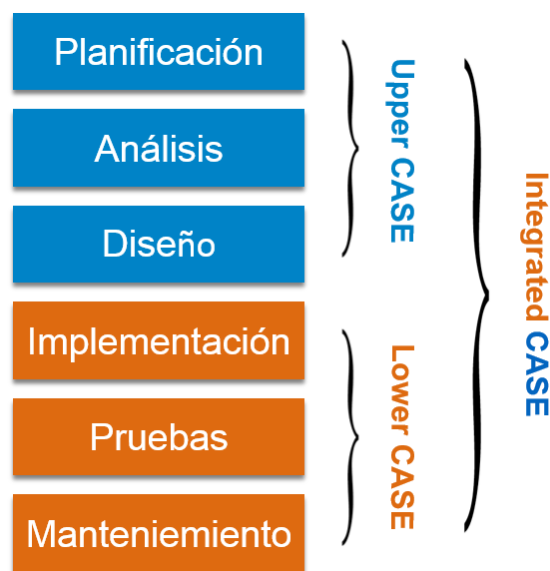 Planificación
Análisis
Diseño
Implementación
Pruebas
Manteniemiento
Upper CASE
Lower CASE
Integrated CASE